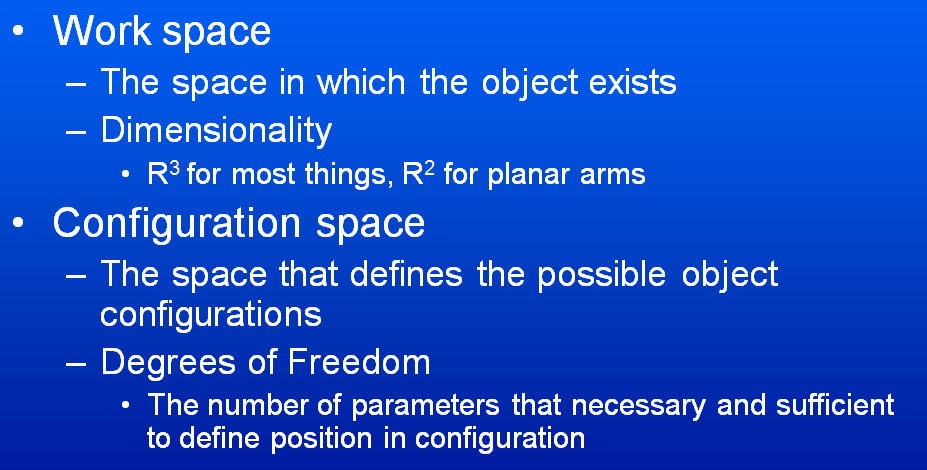 • Work space
– The space in which the object exists
– Dimensionality
• R³ for most things, R² for planar arms
• Configuration space
– The space that defines the possible object
configurations
– Degrees of Freedom
• The number of parameters that necessary and sufficient
to define position in configuration